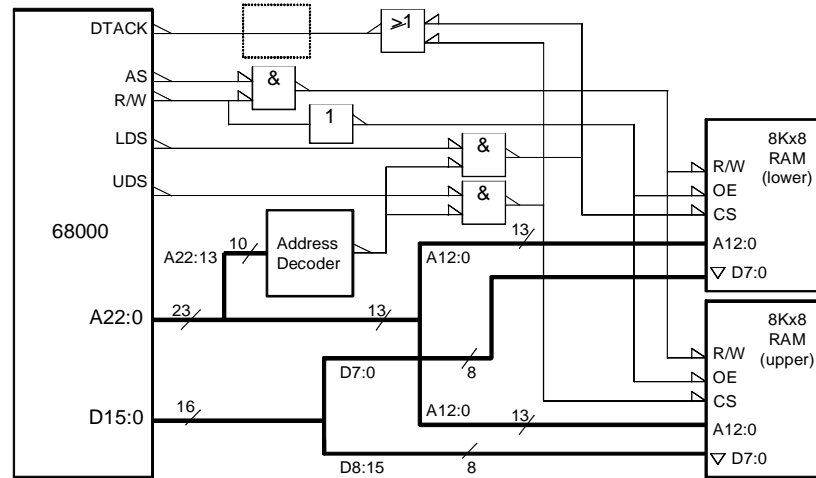 DTACK
≥1
AS
&
R/W
1
8Kx8
RAM
(lower)
LDS
&
R/W
OE
UDS
&
CS
68000
10
Address
Decoder
13
A22:13
A12:0
A12:0
D7:0
A22:0
23
13
8Kx8
RAM
(upper)
R/W
D7:0
8
OE
CS
D15:0
16
A12:0
13
A12:0
D7:0
D8:15
8